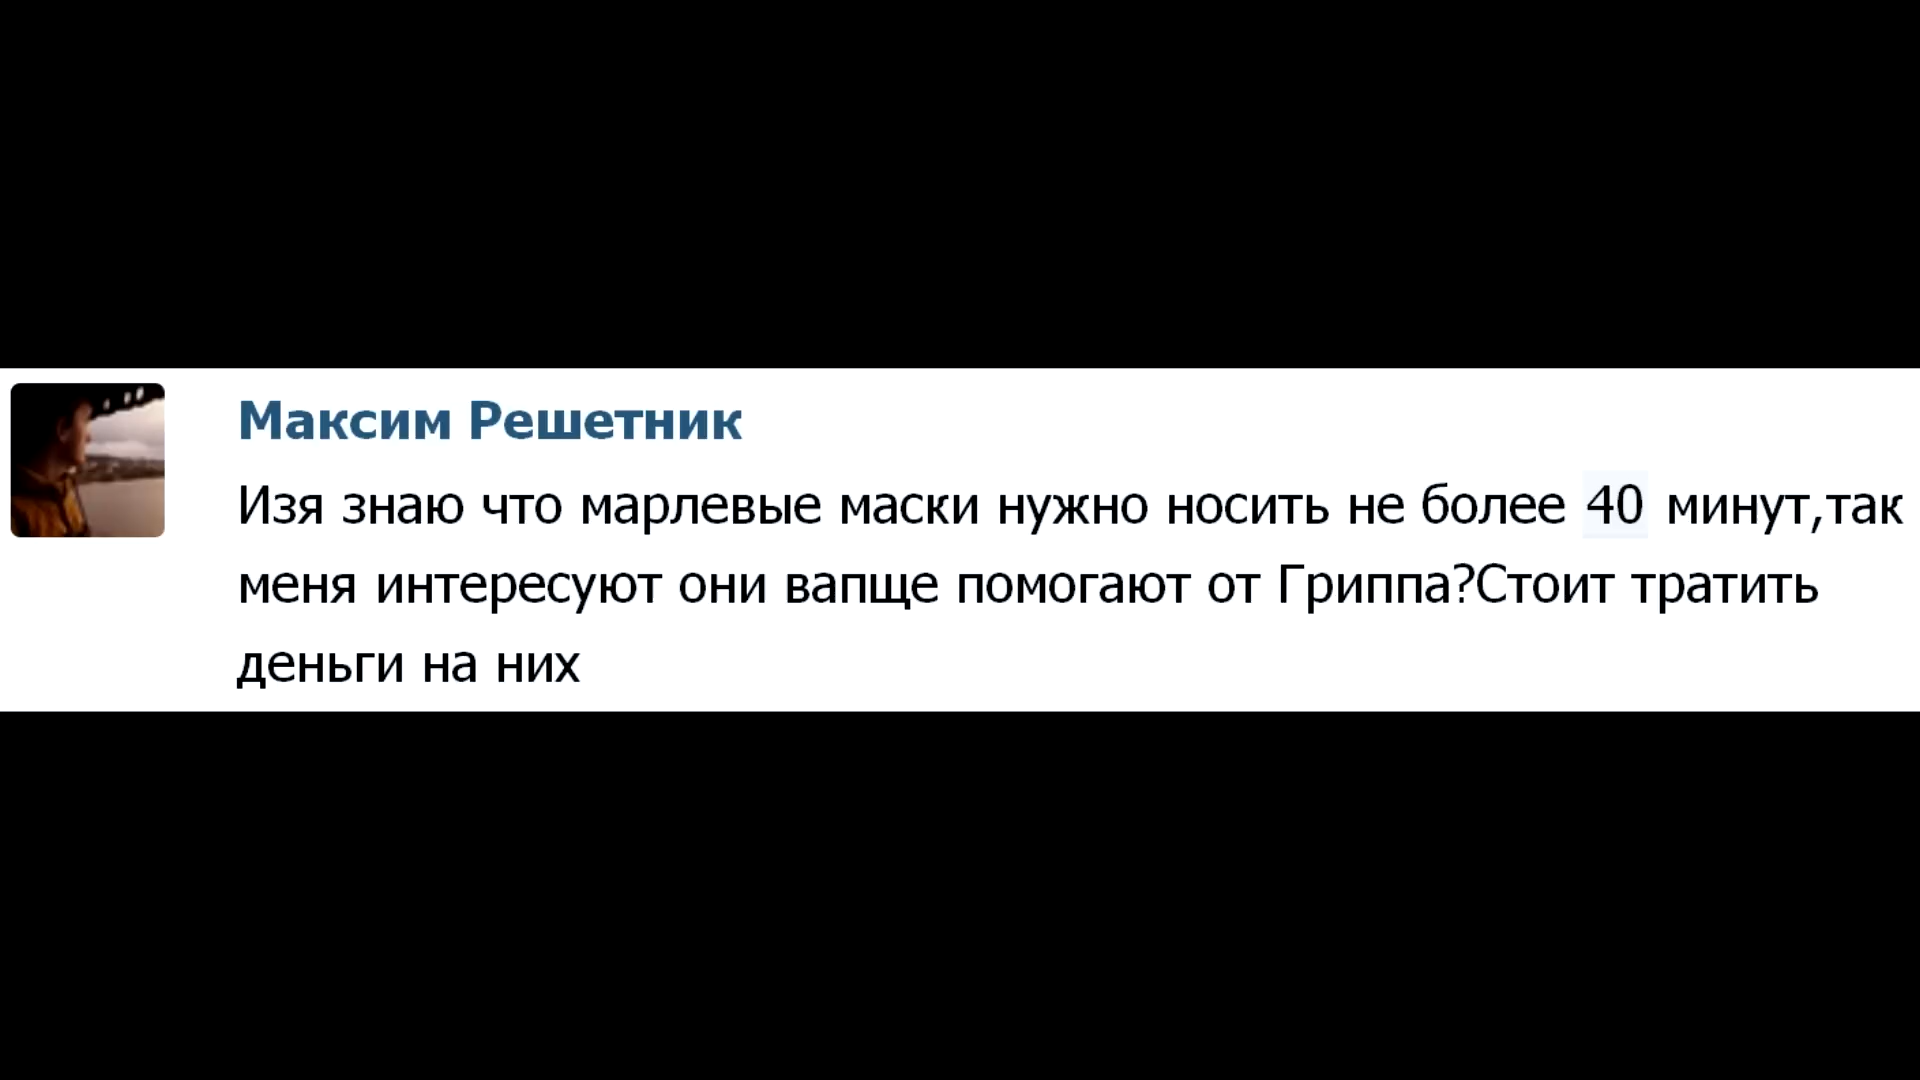 Максим Решетник
Изя знаю что марлевые маски нужно носить не более 40 минут,так
меня интересуют они вапще помогают от Гриппа?Стоит тратить
деньги на них